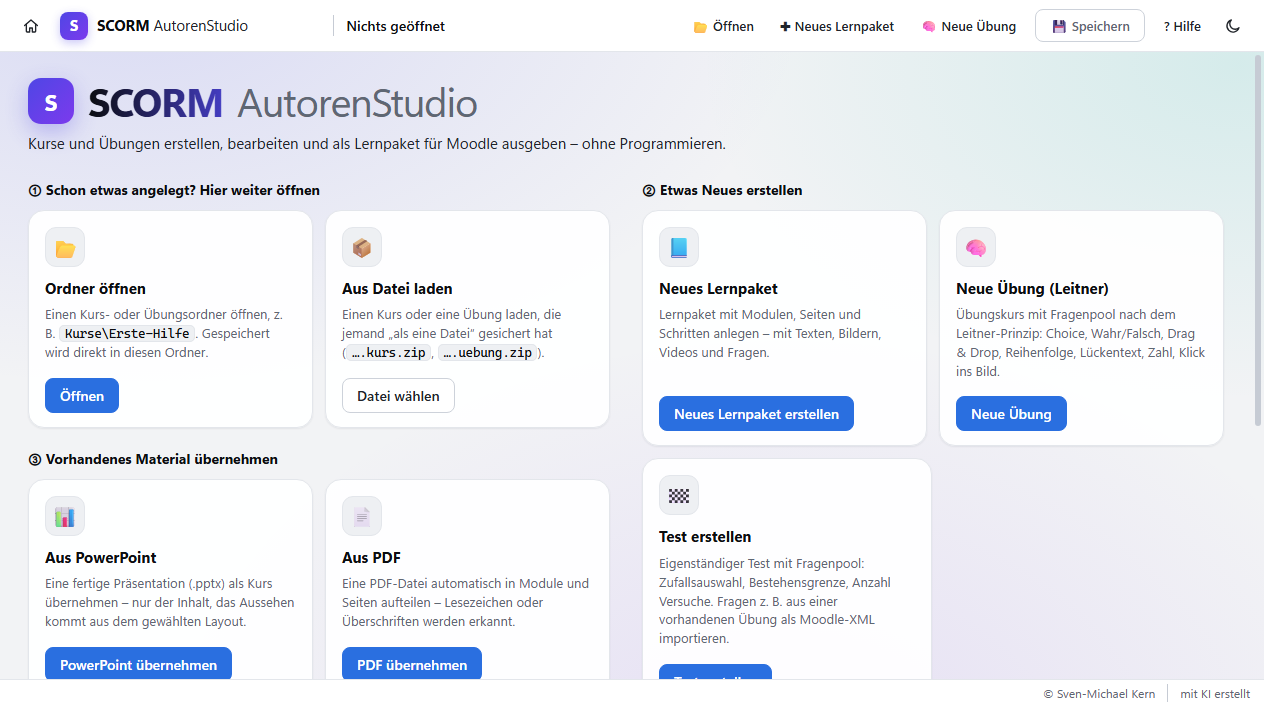 S SCORM AutorenStudio
Nichts geöffnet
Öffnen
Neues Lernpaket
Neue Übung
Speichern
? Hilfe
S SCORM AutorenStudio
Kurse und Übungen erstellen, bearbeiten und als Lernpaket für Moodle ausgeben – ohne Programmieren.
① Schon etwas angelegt? Hier weiter öffnen
Ordner öffnen
Einen Kurs- oder Übungsordner öffnen, z.
B. Kurse\Erste-Hilfe. Gespeichert
wird direkt in diesen Ordner.
Öffnen
Aus Datei laden
Einen Kurs oder eine Übung laden, die
jemand „als eine Datei“ gesichert hat
(….kurs.zip, ….uebung.zip).
Datei wählen
② Etwas Neues erstellen
Neues Lernpaket
Lernpaket mit Modulen, Seiten und
Schritten anlegen – mit Texten, Bildern,
Videos und Fragen.
Neues Lernpaket erstellen
Neue Übung (Leitner)
Übungskurs mit Fragenpool nach dem
Leitner-Prinzip: Choice, Wahr/Falsch, Drag
& Drop, Reihenfolge, Lückentext, Zahl, Klick
ins Bild.
Neue Übung
③ Vorhandenes Material übernehmen
Aus PowerPoint
Eine fertige Präsentation (.pptx) als Kurs
übernehmen – nur der Inhalt, das Aussehen
kommt aus dem gewählten Layout.
PowerPoint übernehmen
Aus PDF
Eine PDF-Datei automatisch in Module und
Seiten aufteilen – Lesezeichen oder
Überschriften werden erkannt.
PDF übernehmen
Test erstellen
Eigenständiger Test mit Fragenpool:
Zufallsauswahl, Bestehensgrenze, Anzahl
Versuche. Fragen z. B. aus einer
vorhandenen Übung als Moodle-XML
importieren.
© Sven-Michael Kern
mit KI erstellt